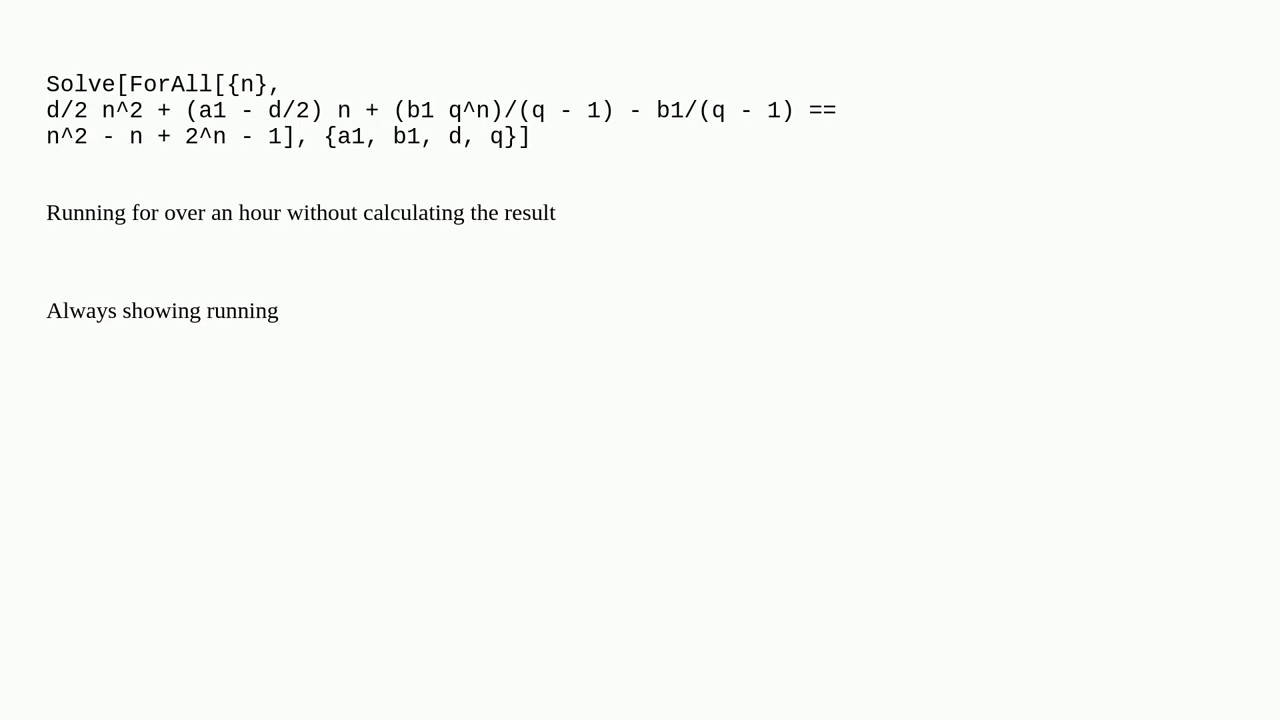 Solve[ForAll[{n},
d/2 n^2 + (a1 - d/2) n + (b1 q^n)/(q - 1) - b1/(q - 1) ==
n^2 - n + 2^n - 1], {a1, b1, d, q}]
Running for over an hour without calculating the result
Always showing running